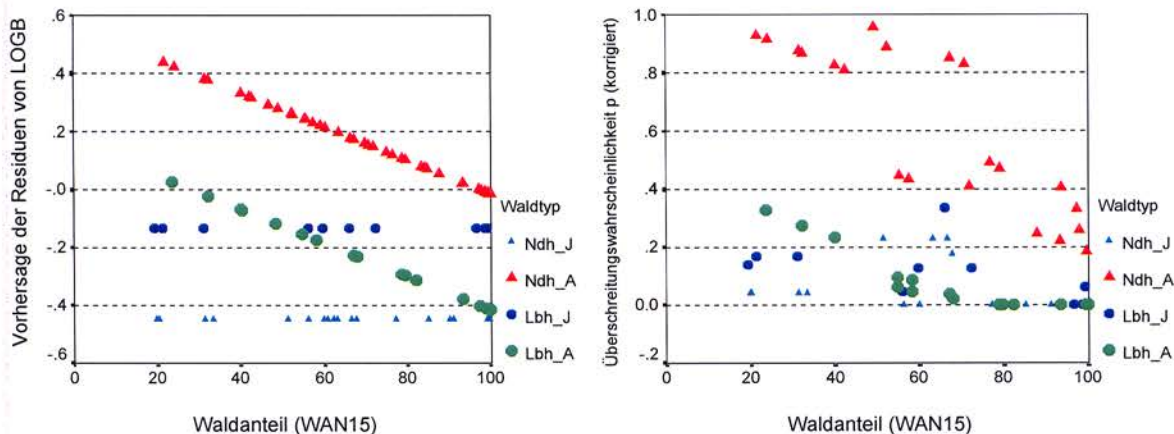 Vorhersage der Residuen von LOGB
.6
.4
.2
-.0
-.2
-.4
-.6
0 20 40 60 80 100
Waldanteil (WAN15)
Waldtyp
Ndh_J
Ndh_A
Lbh_J
Lbh_A
Überschreitungswahrscheinlichkeit p (korrigiert)
1.0
.8
.6
.4
.2
0.0
-.2
0 20 40 60 80 100
Waldanteil (WAN15)
Waldtyp
Ndh_J
Ndh_A
Lbh_J
Lbh_A